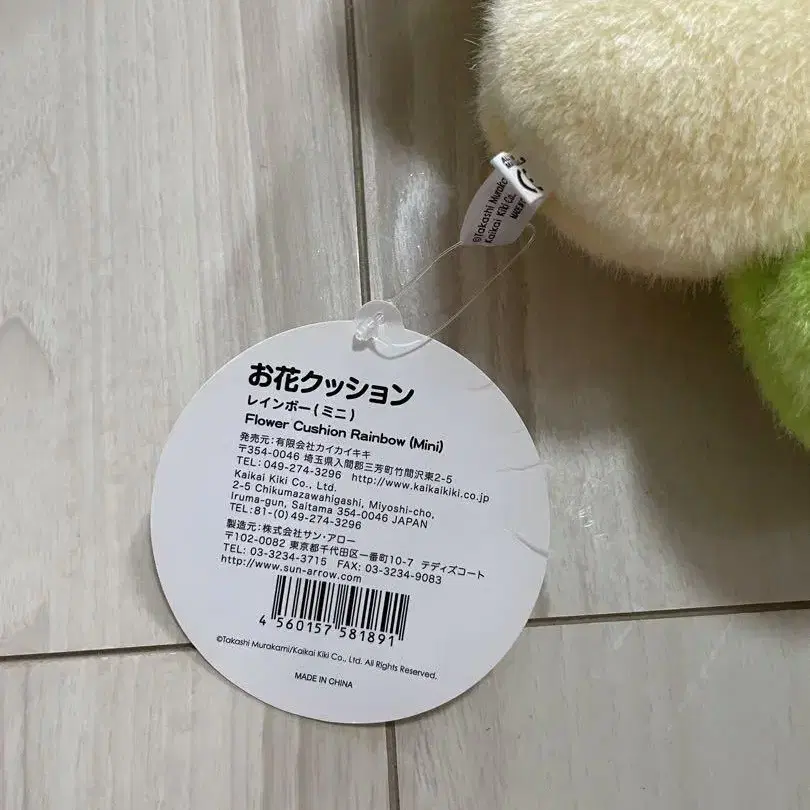 ©Takashi Muraka
Kaikai Kiki Co.
お花クッション
レインボー(ミニ)
Flower Cushion Rainbow (Mini)
発売元:有限会社カイカイキキ
〒354-0046 埼玉県入間郡三芳町竹間沢東2-5
TEL:049-274-3296 http://www.kaikaikiki.co.jp
Kaikai Kiki Co., Ltd.
2-5 Chikumazawahigashi, Miyoshi-cho,
Iruma-gun, Saitama 354-0046 JAPAN
TEL:81-(0)49-274-3296
製造元:株式会社サン・アロー
〒102-0082 東京都千代田区一番町10-7 テディズコート
TEL: 03-3234-3715 FAX: 03-3234-9083
http://www.sun-arrow.com
4 560157 581891
©Takashi Murakami/Kaikai Kiki Co., Ltd. All Rights Reserved.
MADE IN CHINA